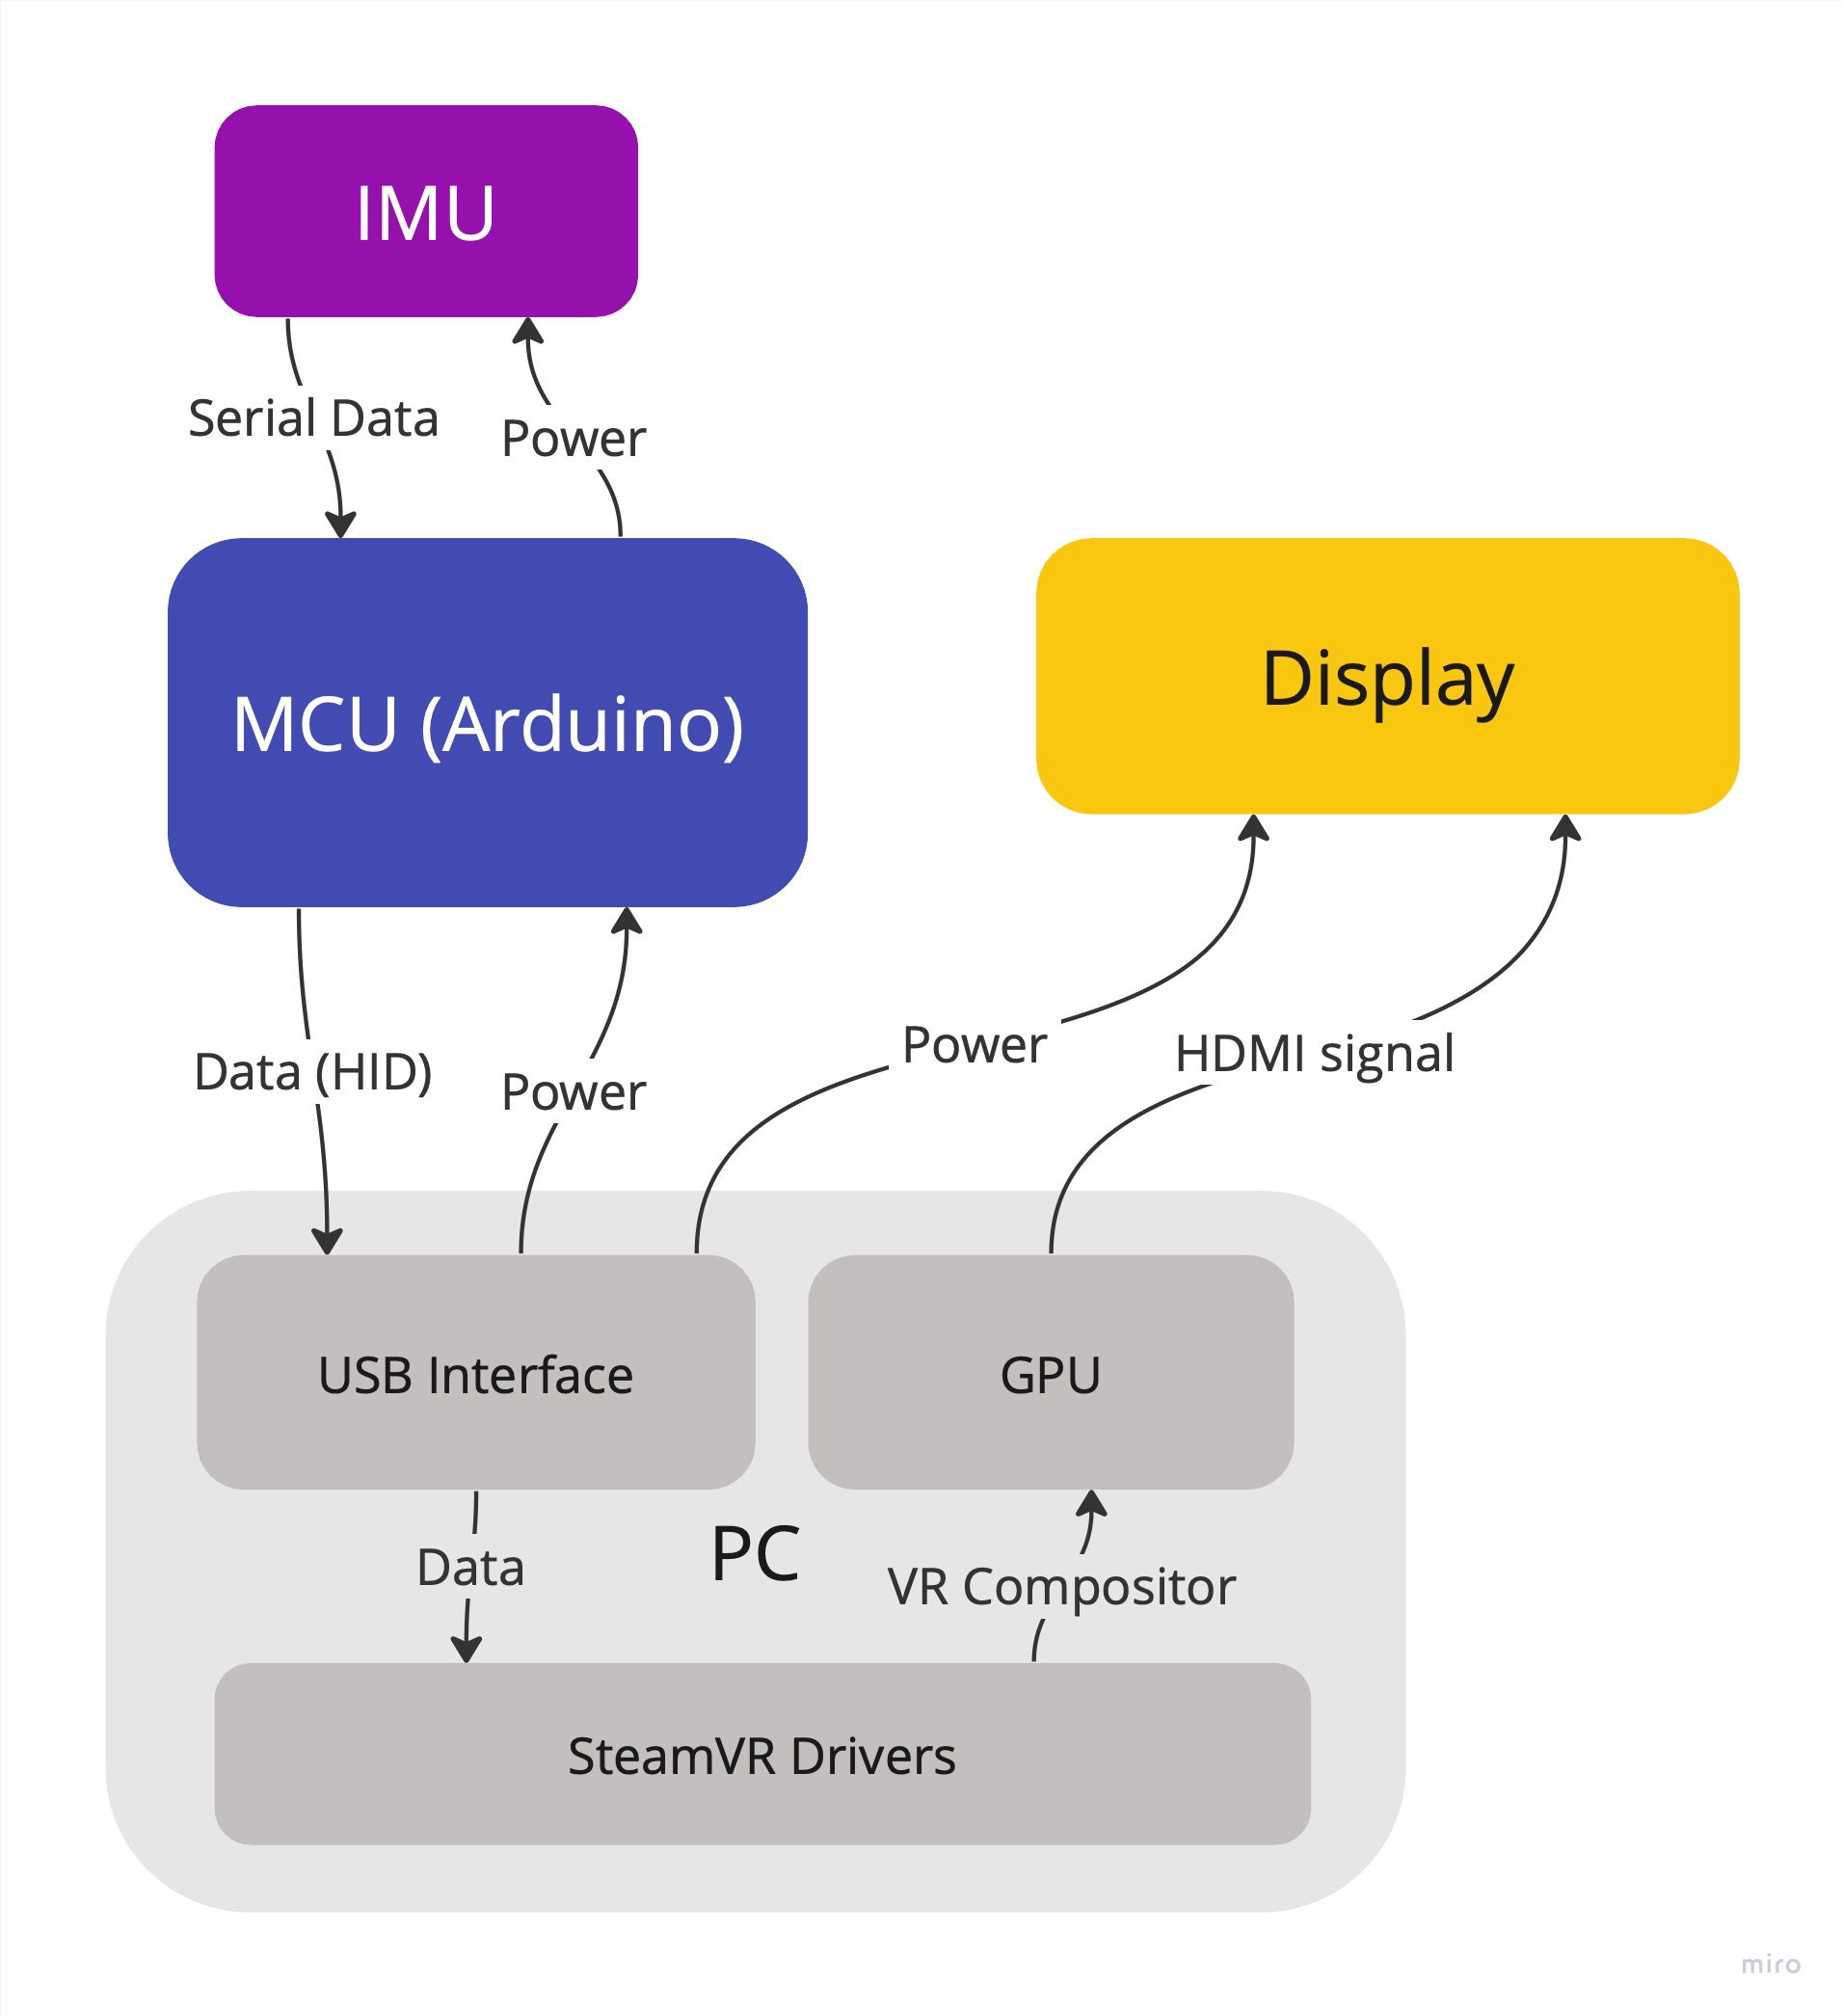 IMU
Serial Data
Power
MCU (Arduino)
Display
Data (HID)
Power
Power
HDMI signal
USB Interface
GPU
Data
PC
VR Compositor
SteamVR Drivers
miro